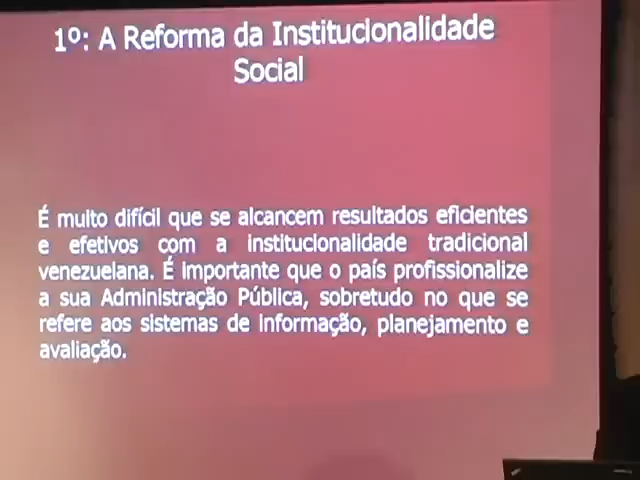 1º: A Reforma da Institucionalidade
Social
É muito difícil que se alcancem resultados eficientes
e efetivos com a institucionalidade tradicional
venezuelana. É importante que o país profissionalize
a sua Administração Pública, sobretudo no que se
refere aos sistemas de informação, planejamento e
avaliação.